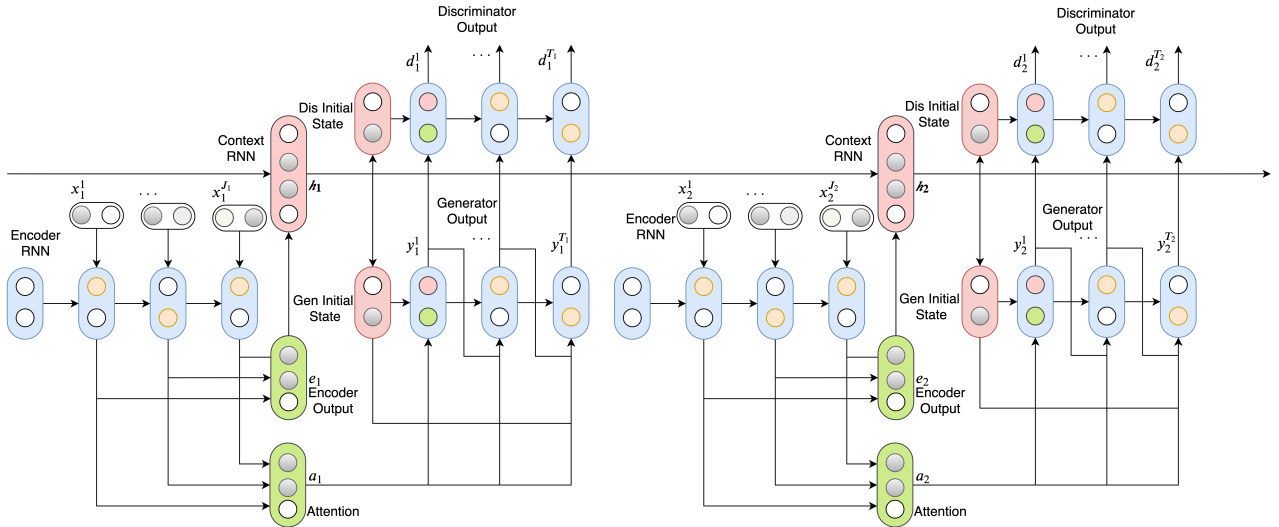 Discriminator
Output
d_1^1
. . .
d_1^{T_1}
Dis Initial
State
Context
RNN
h_1
x_1^1
. . .
x_1^{J_1}
Encoder
RNN
Generator
Output
y_1^1
. . .
y_1^{T_1}
Gen Initial
State
e_1
Encoder
Output
a_1
Attention
Discriminator
Output
d_2^1
. . .
d_2^{T_2}
Dis Initial
State
Context
RNN
h_2
x_2^1
. . .
x_2^{J_2}
Encoder
RNN
Generator
Output
y_2^1
. . .
y_2^{T_2}
Gen Initial
State
e_2
Encoder
Output
a_2
Attention